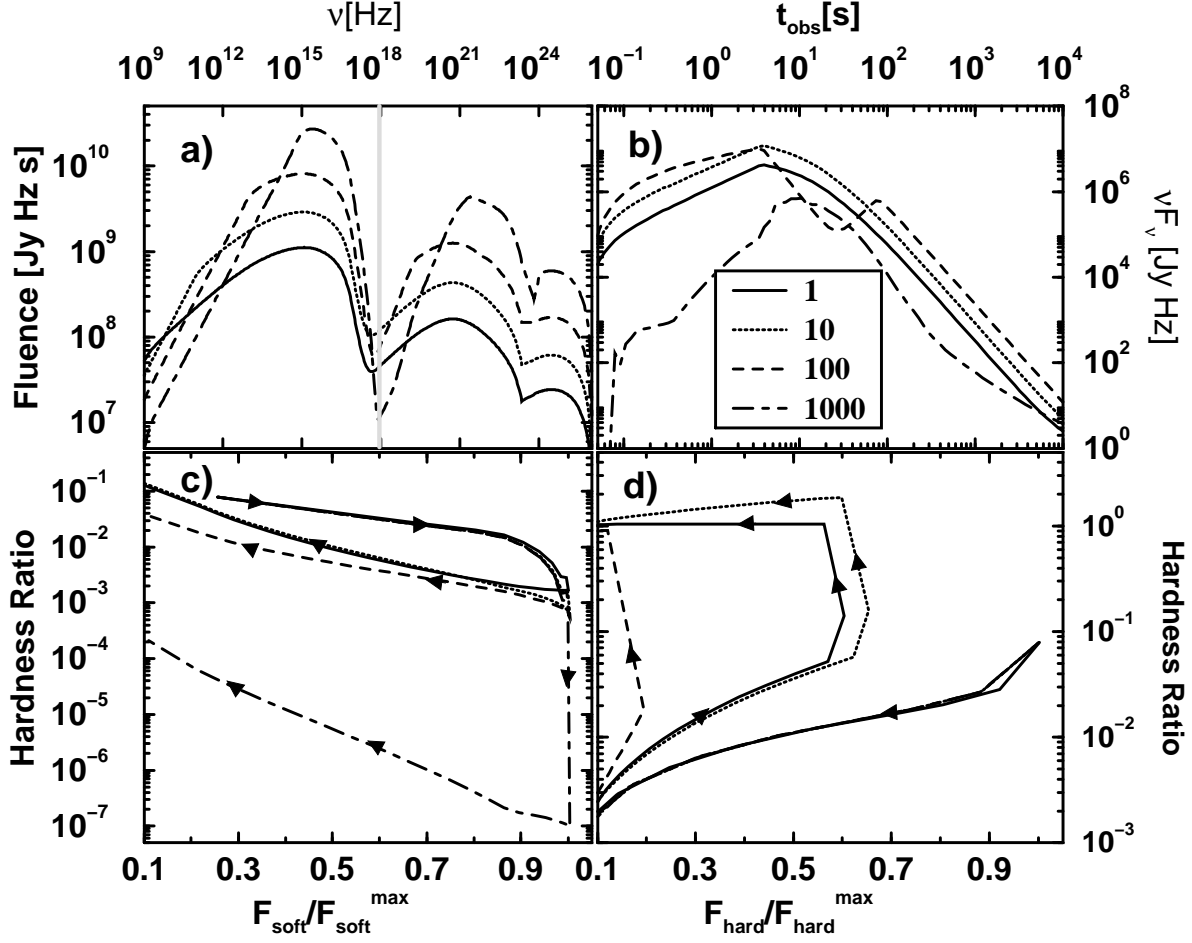 ν[Hz]
t_obs[s]
10^9 10^12 10^15 10^18 10^21 10^24
10^−1 10^0 10^1 10^2 10^3 10^4
a)
b)
Fluence [Jy Hz s]
10^10
10^9
10^8
10^7
10^8
10^6
10^4
10^2
10^0
νF_ν [Jy Hz]
1
10
100
1000
c)
d)
Hardness Ratio
10^−1
10^−2
10^−3
10^−4
10^−5
10^−6
10^−7
10^0
10^−1
10^−2
10^−3
Hardness Ratio
0.1 0.3 0.5 0.7 0.9
0.1 0.3 0.5 0.7 0.9
F_soft/F_soft^max
F_hard/F_hard^max